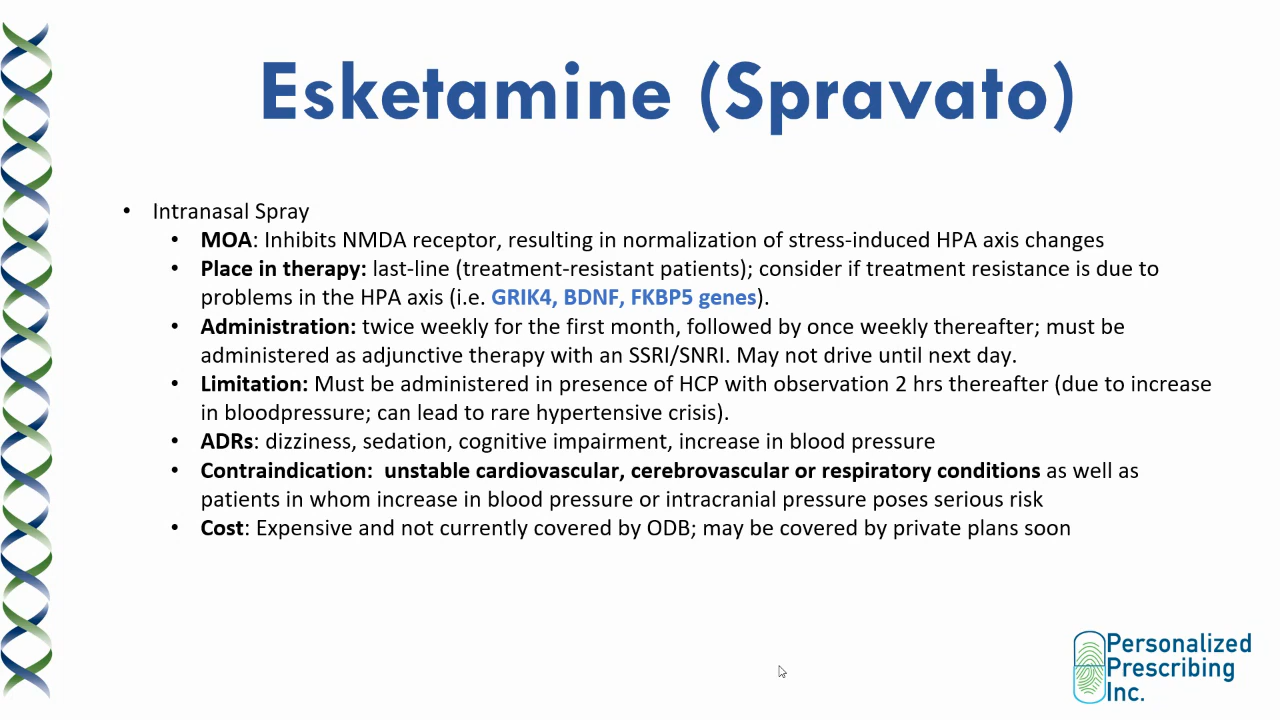 Esketamine (Spravato)
• Intranasal Spray
• MOA: Inhibits NMDA receptor, resulting in normalization of stress-induced HPA axis changes
• Place in therapy: last-line (treatment-resistant patients); consider if treatment resistance is due to
problems in the HPA axis (i.e. GRIK4, BDNF, FKBP5 genes).
• Administration: twice weekly for the first month, followed by once weekly thereafter; must be
administered as adjunctive therapy with an SSRI/SNRI. May not drive until next day.
• Limitation: Must be administered in presence of HCP with observation 2 hrs thereafter (due to increase
in bloodpressure; can lead to rare hypertensive crisis).
• ADRs: dizziness, sedation, cognitive impairment, increase in blood pressure
• Contraindication:  unstable cardiovascular, cerebrovascular or respiratory conditions as well as
patients in whom increase in blood pressure or intracranial pressure poses serious risk
• Cost: Expensive and not currently covered by ODB; may be covered by private plans soon
Personalized
Prescribing
Inc.